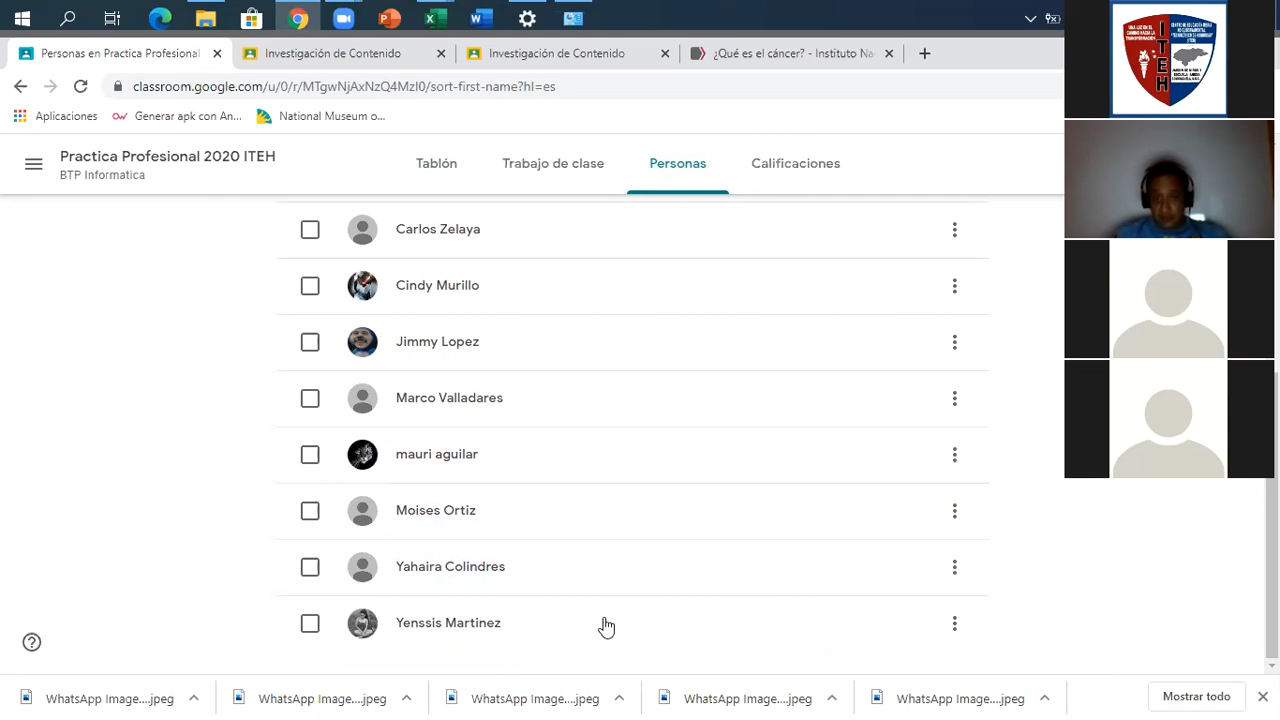 Personas en Practica Profesional
Investigación de Contenido
Investigación de Contenido
¿Qué es el cáncer? - Instituto Na
classroom.google.com/u/0/r/MTgwNjAxNzQ4MzI0/sort-first-name?hl=es
Aplicaciones
Generar apk con An...
National Museum o...
Practica Profesional 2020 ITEH
BTP Informatica
Tablón
Trabajo de clase
Personas
Calificaciones
Carlos Zelaya
Cindy Murillo
Jimmy Lopez
Marco Valladares
mauri aguilar
Moises Ortiz
Yahaira Colindres
Yenssis Martinez
WhatsApp Image....jpeg
WhatsApp Image....jpeg
WhatsApp Image....jpeg
WhatsApp Image....jpeg
WhatsApp Image....jpeg
Mostrar todo
ITEH